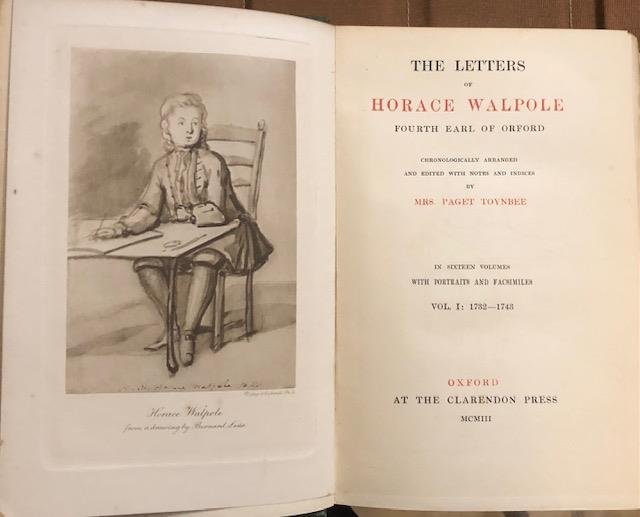 Horace Walpole
from a drawing by Bernard Lens
THE LETTERS
OF
HORACE WALPOLE
FOURTH EARL OF ORFORD
CHRONOLOGICALLY ARRANGED
AND EDITED WITH NOTES AND INDICES
BY
MRS. PAGET TOYNBEE
IN SIXTEEN VOLUMES
WITH PORTRAITS AND FACSIMILES
VOL. I: 1732—1743
OXFORD
AT THE CLARENDON PRESS
MCMIII